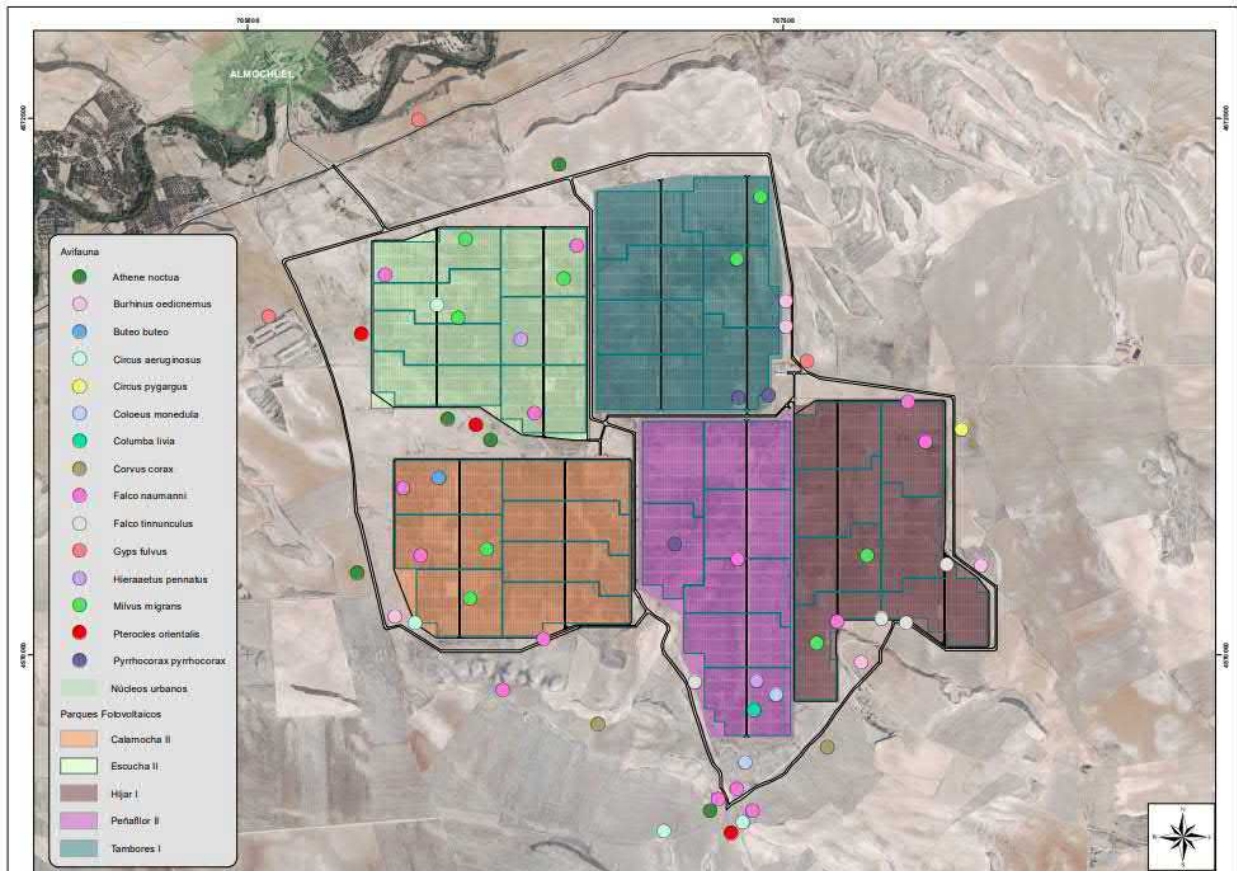 ALMOCHUEL
Avifauna
Athene noctua
Burhinus oedicnemus
Buteo buteo
Circus aeruginosus
Circus pygargus
Coloeus monedula
Columba livia
Corvus corax
Falco naumanni
Falco tinnunculus
Gyps fulvus
Hieraaetus pennatus
Milvus migrans
Pterocles orientalis
Pyrrhocorax pyrrhocorax
Núcleos urbanos
Parques Fotovoltaicos
Calamocha II
Escucha II
Hijar I
Peñaflor II
Tambores I
N
S